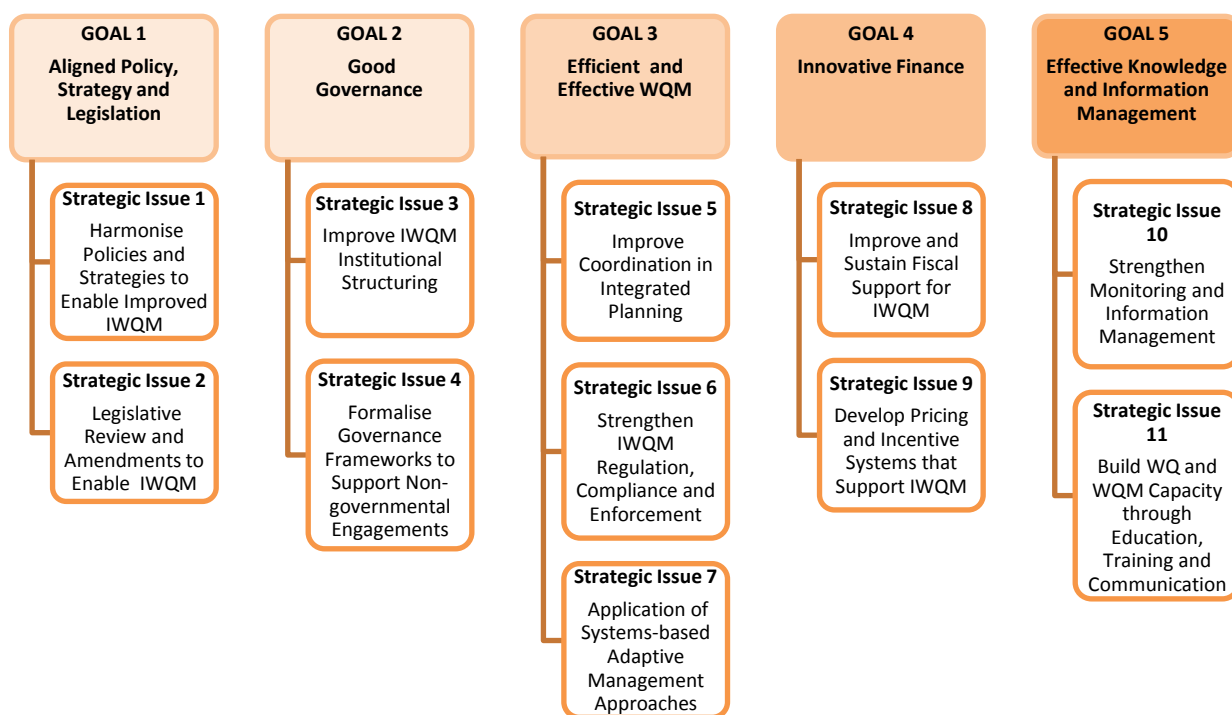 GOAL 1
Aligned Policy,
Strategy and
Legislation
Strategic Issue 1
Harmonise
Policies and
Strategies to
Enable Improved
IWQM
Strategic Issue 2
Legislative
Review and
Amendments to
Enable IWQM
GOAL 2
Good
Governance
Strategic Issue 3
Improve IWQM
Institutional
Structuring
Strategic Issue 4
Formalise
Governance
Frameworks to
Support Non-
governmental
Engagements
GOAL 3
Efficient and
Effective WQM
Strategic Issue 5
Improve
Coordination in
Integrated
Planning
Strategic Issue 6
Strengthen
IWQM
Regulation,
Compliance and
Enforcement
Strategic Issue 7
Application of
Systems-based
Adaptive
Management
Approaches
GOAL 4
Innovative Finance
Strategic Issue 8
Improve and
Sustain Fiscal
Support for
IWQM
Strategic Issue 9
Develop Pricing
and Incentive
Systems that
Support IWQM
GOAL 5
Effective Knowledge
and Information
Management
Strategic Issue
10
Strengthen
Monitoring and
Information
Management
Strategic Issue
11
Build WQ and
WQM Capacity
through
Education,
Training and
Communication